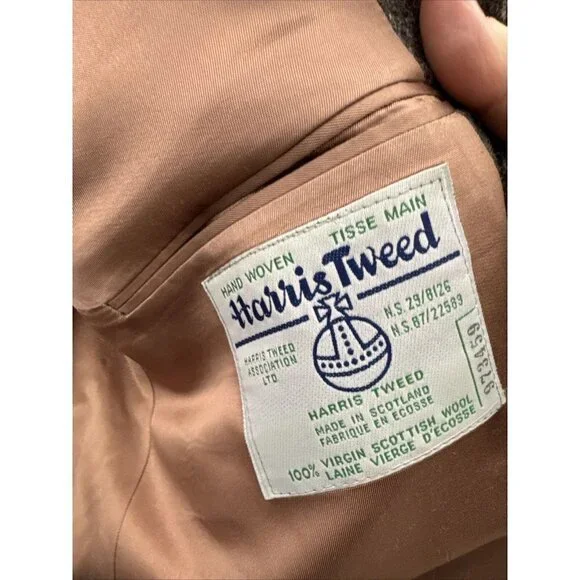 HAND WOVEN TISSE MAIN
Harris Tweed
HARRIS TWEED
ASSOCIATION
LTD.
N.S. 29/8126
N.S. 87/22589
973459
HARRIS TWEED
MADE IN SCOTLAND
FABRIQUE EN ECOSSE
100% VIRGIN SCOTTISH WOOL
LAINE VIERGE D'ECOSSE